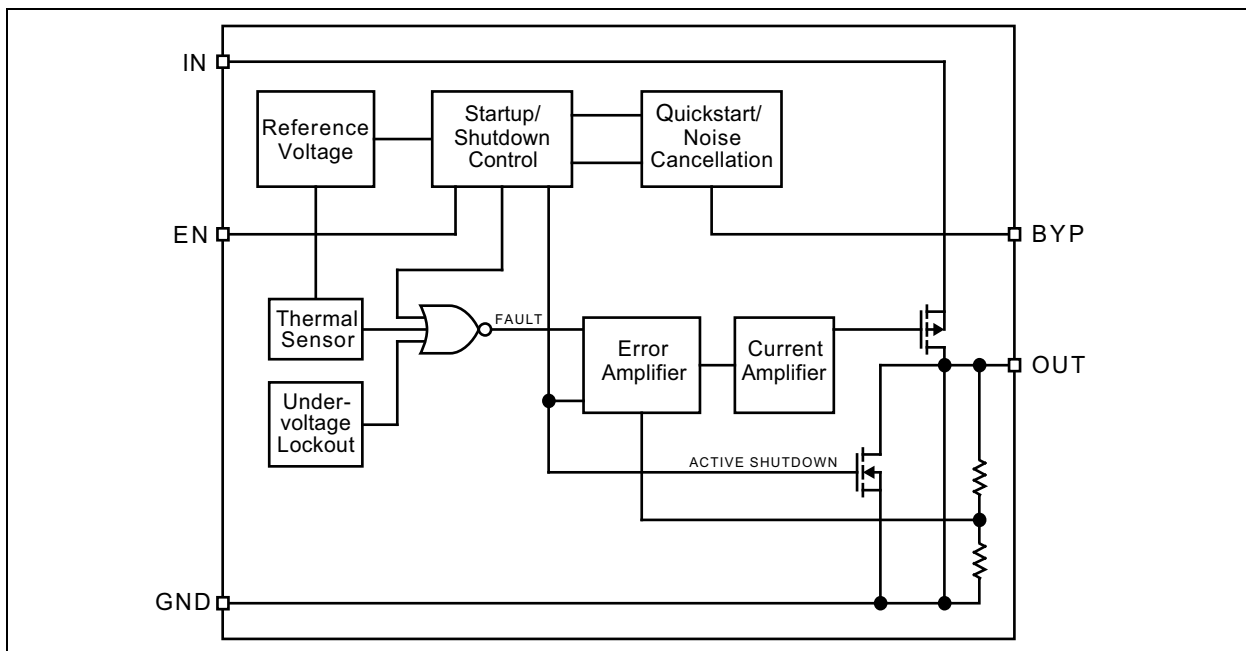 IN
Reference
Voltage
Startup/
Shutdown
Control
Quickstart/
Noise
Cancellation
EN
BYP
Thermal
Sensor
FAULT
Error
Amplifier
Current
Amplifier
OUT
Under-
voltage
Lockout
ACTIVE SHUTDOWN
GND